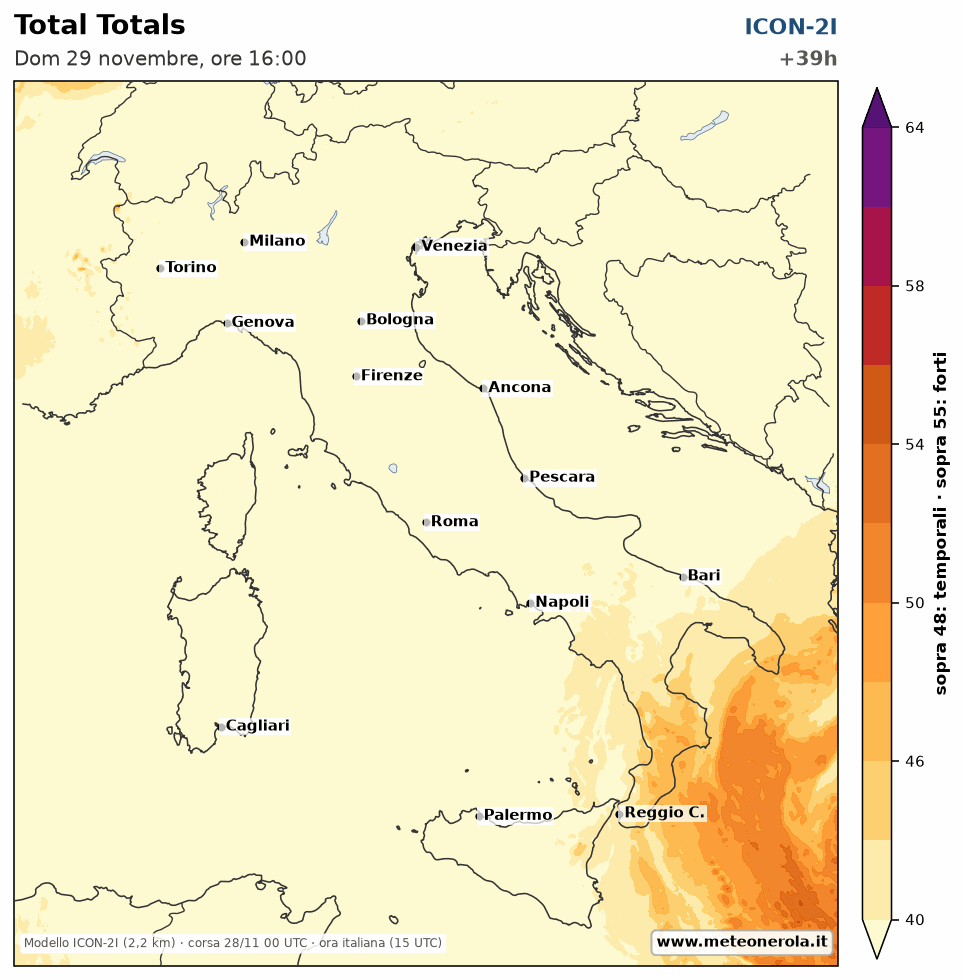 Total Totals
ICON-2I
Dom 29 novembre, ore 16:00
+39h
64
58
54
50
46
40
sopra 48: temporali · sopra 55: forti
Milano
Venezia
Torino
Genova
Bologna
Firenze
Ancona
Pescara
Roma
Bari
Napoli
Cagliari
Palermo
Reggio C.
Modello ICON-2I (2,2 km) · corsa 28/11 00 UTC · ora italiana (15 UTC)
www.meteonerola.it